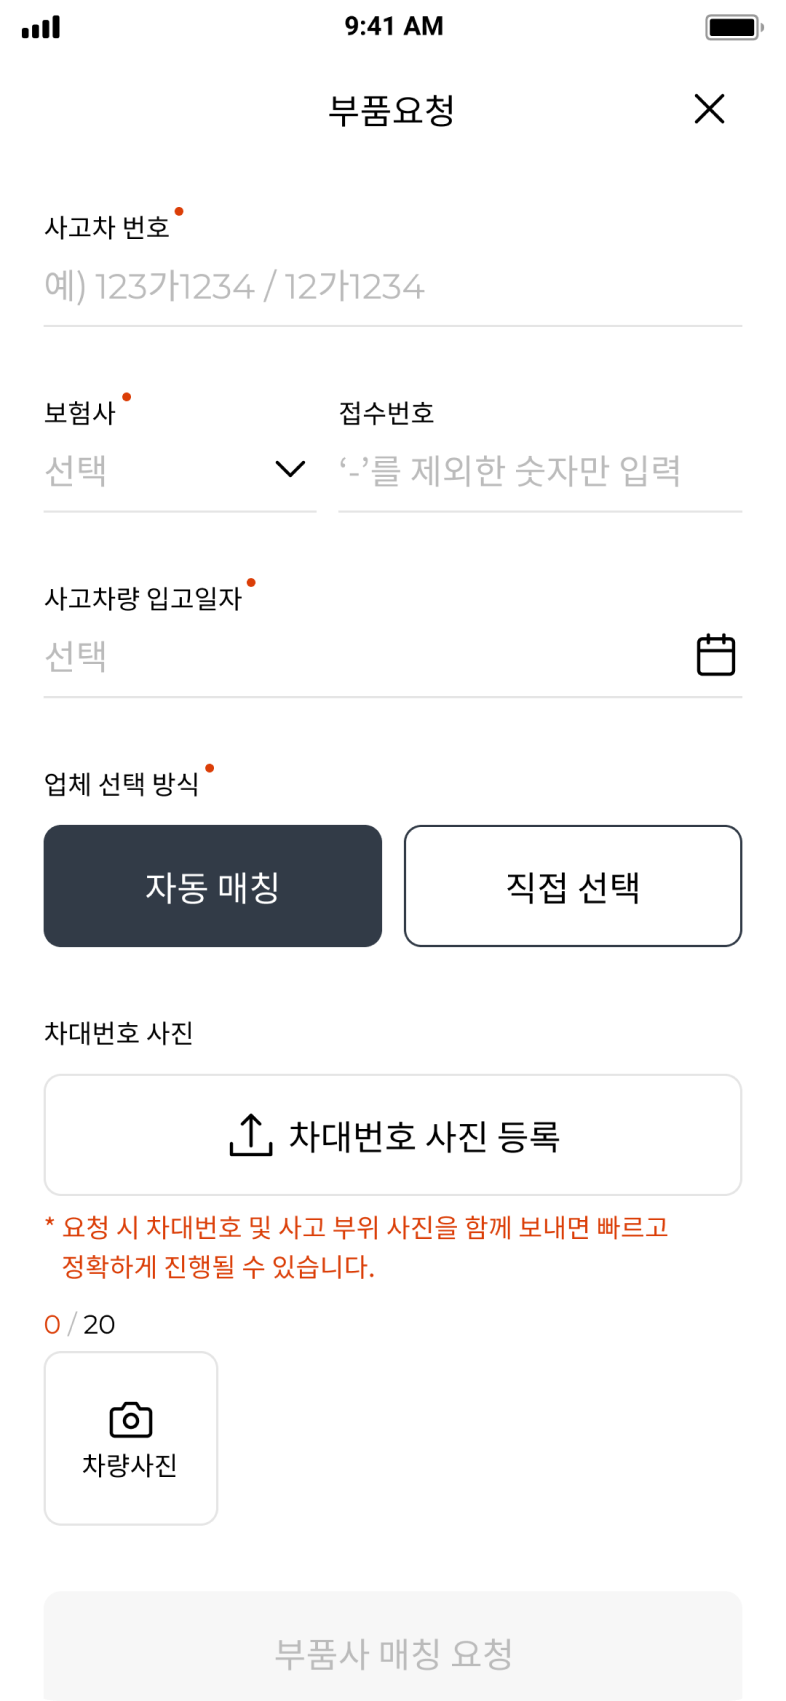 9:41 AM
부품요청
사고차 번호
예) 123가1234 / 12가1234
보험사
접수번호
선택
‘-’를 제외한 숫자만 입력
사고차량 입고일자
선택
업체 선택 방식
자동 매칭
직접 선택
차대번호 사진
차대번호 사진 등록
* 요청 시 차대번호 및 사고 부위 사진을 함께 보내면 빠르고
정확하게 진행될 수 있습니다.
0 / 20
차량사진
부품사 매칭 요청